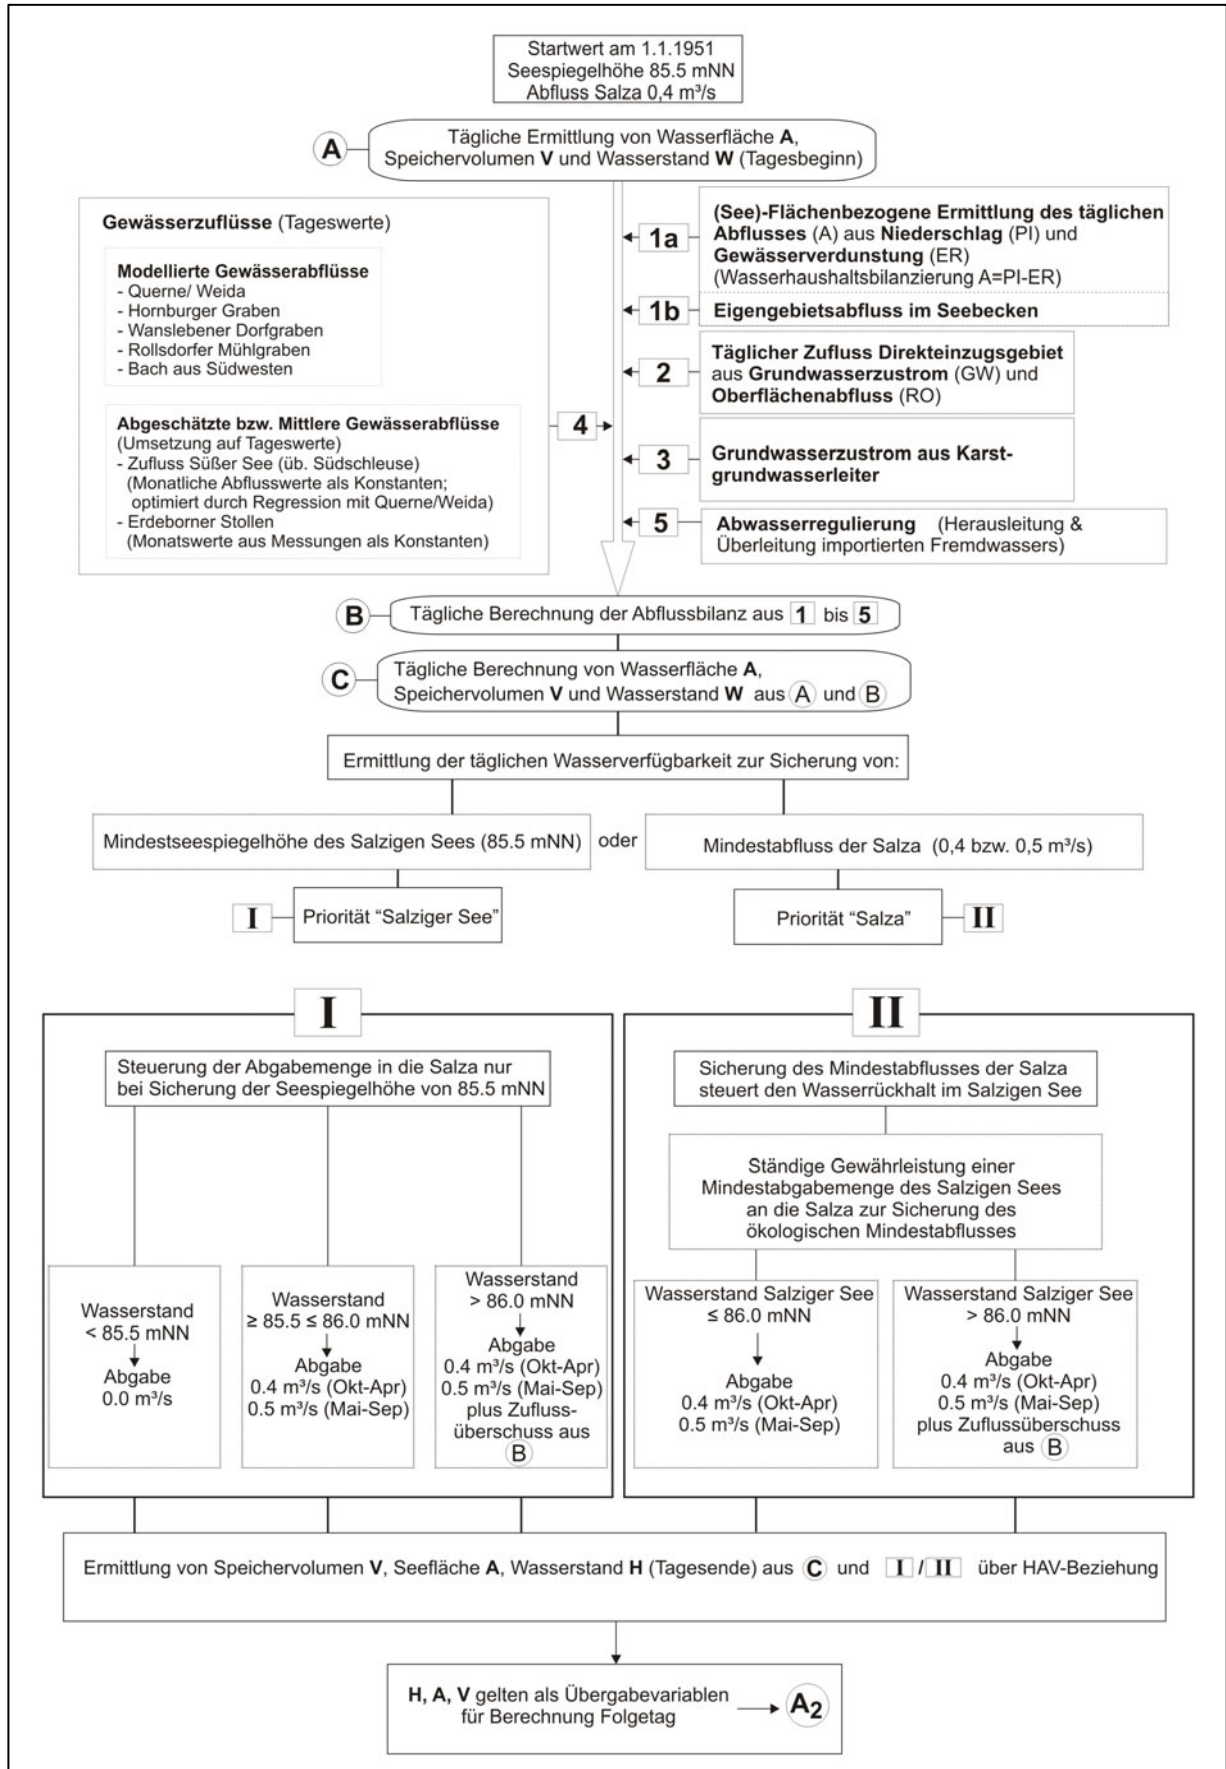 Startwert am 1.1.1951
Seespiegelhöhe 85.5 mNN
Abfluss Salza 0,4 m³/s
A
Tägliche Ermittlung von Wasserfläche A,
Speichervolumen V und Wasserstand W (Tagesbeginn)
Gewässerzuflüsse (Tageswerte)
Modellierte Gewässerabflüsse
- Querne/ Weida
- Hornburger Graben
- Wanslebener Dorfgraben
- Rollsdorfer Mühlgraben
- Bach aus Südwesten
Abgeschätzte bzw. Mittlere Gewässerabflüsse
(Umsetzung auf Tageswerte)
- Zufluss Süßer See (üb. Südschleuse)
(Monatliche Abflusswerte als Konstanten;
optimiert durch Regression mit Querne/Weida)
- Erdeborner Stollen
(Monatswerte aus Messungen als Konstanten)
4
1a
(See)-Flächenbezogene Ermittlung des täglichen
Abflusses (A) aus Niederschlag (PI) und
Gewässerverdunstung (ER)
(Wasserhaushaltsbilanzierung A=PI-ER)
1b
Eigengebietsabfluss im Seebecken
2
Täglicher Zufluss Direkteinzugsgebiet
aus Grundwasserzustrom (GW) und
Oberflächenabfluss (RO)
3
Grundwasserzustrom aus Karst-
grundwasserleiter
5
Abwasserregulierung (Herausleitung &
Überleitung importierten Fremdwassers)
B
Tägliche Berechnung der Abflussbilanz aus 1 bis 5
C
Tägliche Berechnung von Wasserfläche A,
Speichervolumen V und Wasserstand W aus A und B
Ermittlung der täglichen Wasserverfügbarkeit zur Sicherung von:
Mindestseespiegelhöhe des Salzigen Sees (85.5 mNN) oder Mindestabfluss der Salza (0,4 bzw. 0,5 m³/s)
I Priorität "Salziger See"
Priorität "Salza" II
I
Steuerung der Abgabemenge in die Salza nur
bei Sicherung der Seespiegelhöhe von 85.5 mNN
Wasserstand
< 85.5 mNN
Abgabe
0.0 m³/s
Wasserstand
≥ 85.5 ≤ 86.0 mNN
Abgabe
0.4 m³/s (Okt-Apr)
0.5 m³/s (Mai-Sep)
Wasserstand
> 86.0 mNN
Abgabe
0.4 m³/s (Okt-Apr)
0.5 m³/s (Mai-Sep)
plus Zufluss-
überschuss aus
B
II
Sicherung des Mindestabflusses der Salza
steuert den Wasserrückhalt im Salzigen See
Ständige Gewährleistung einer
Mindestabgabemenge des Salzigen Sees
an die Salza zur Sicherung des
ökologischen Mindestabflusses
Wasserstand Salziger See
≤ 86.0 mNN
Abgabe
0.4 m³/s (Okt-Apr)
0.5 m³/s (Mai-Sep)
Wasserstand Salziger See
> 86.0 mNN
Abgabe
0.4 m³/s (Okt-Apr)
0.5 m³/s (Mai-Sep)
plus Zuflussüberschuss
aus B
Ermittlung von Speichervolumen V, Seefläche A, Wasserstand H (Tagesende) aus C und I / II über HAV-Beziehung
H, A, V gelten als Übergabevariablen
für Berechnung Folgetag
A2